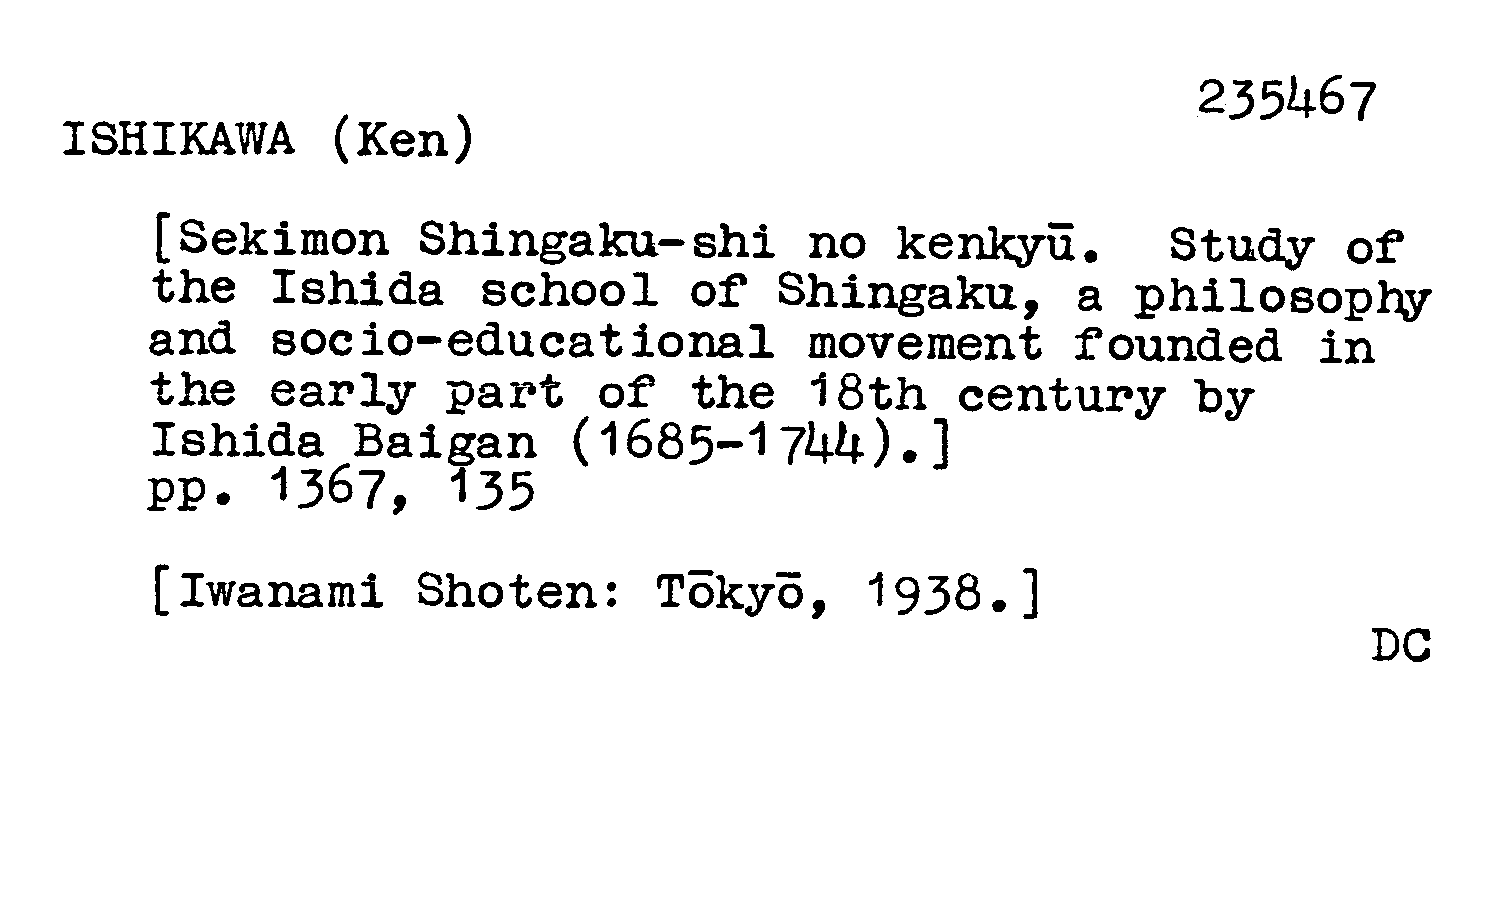 235467
ISHIKAWA (Ken)
[Sekimon Shingaku-shi no kenkyū. Study of
the Ishida school of Shingaku, a philosophy
and socio-educational movement founded in
the early part of the 18th century by
Ishida Baigan (1685-1744).]
pp. 1367, 135
[Iwanami Shoten: Tōkyō, 1938.]
DC